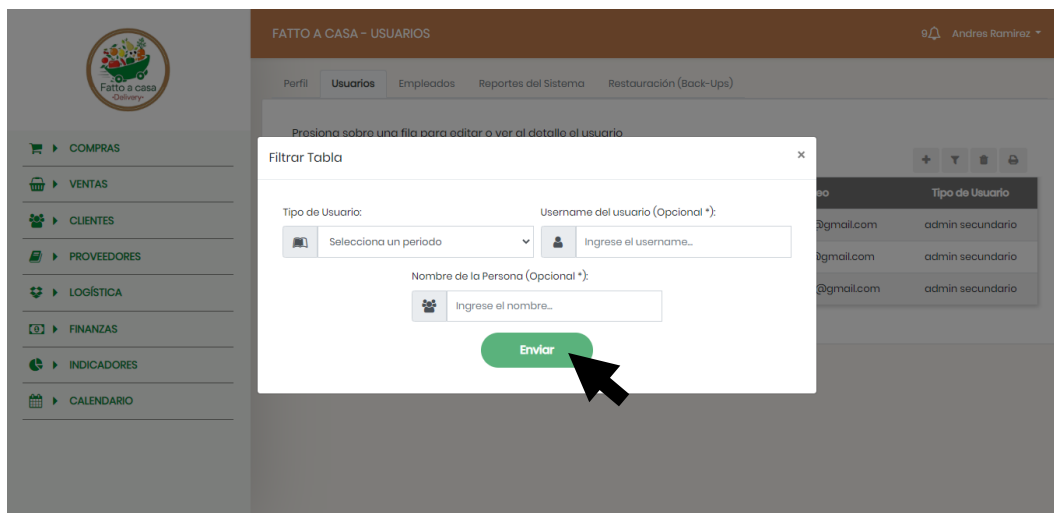 FATTO A CASA - USUARIOS
9
Andres Ramirez
Fatto a casa
-Delivery-
Perfil
Usuarios
Empleados
Reportes del Sistema
Restauración (Back-Ups)
Presiona sobre una fila para editar o ver al detalle el usuario
COMPRAS
VENTAS
CLIENTES
PROVEEDORES
LOGÍSTICA
FINANZAS
INDICADORES
CALENDARIO
Filtrar Tabla
×
Tipo de Usuario:
Username del usuario (Opcional *):
Selecciona un periodo
Ingrese el username...
Nombre de la Persona (Opcional *):
Ingrese el nombre...
Enviar
eo
Tipo de Usuario
@gmail.com
admin secundario
@gmail.com
admin secundario
@gmail.com
admin secundario